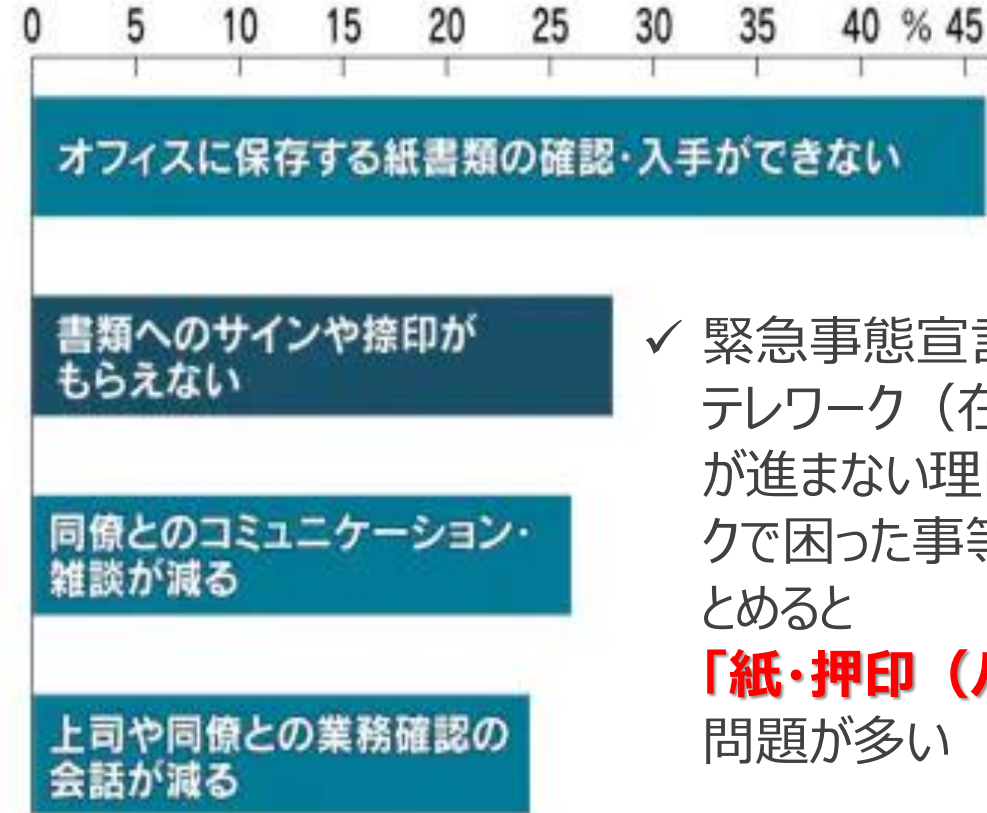 0 5 10 15 20 25 30 35 40 % 45
オフィスに保存する紙書類の確認・入手ができない
書類へのサインや捺印が
もらえない
同僚とのコミュニケーション・
雑談が減る
上司や同僚との業務確認の
会話が減る
✓ 緊急事態宣
テレワーク（在
が進まない理
クで困った事等
とめると
「紙・押印（
問題が多い